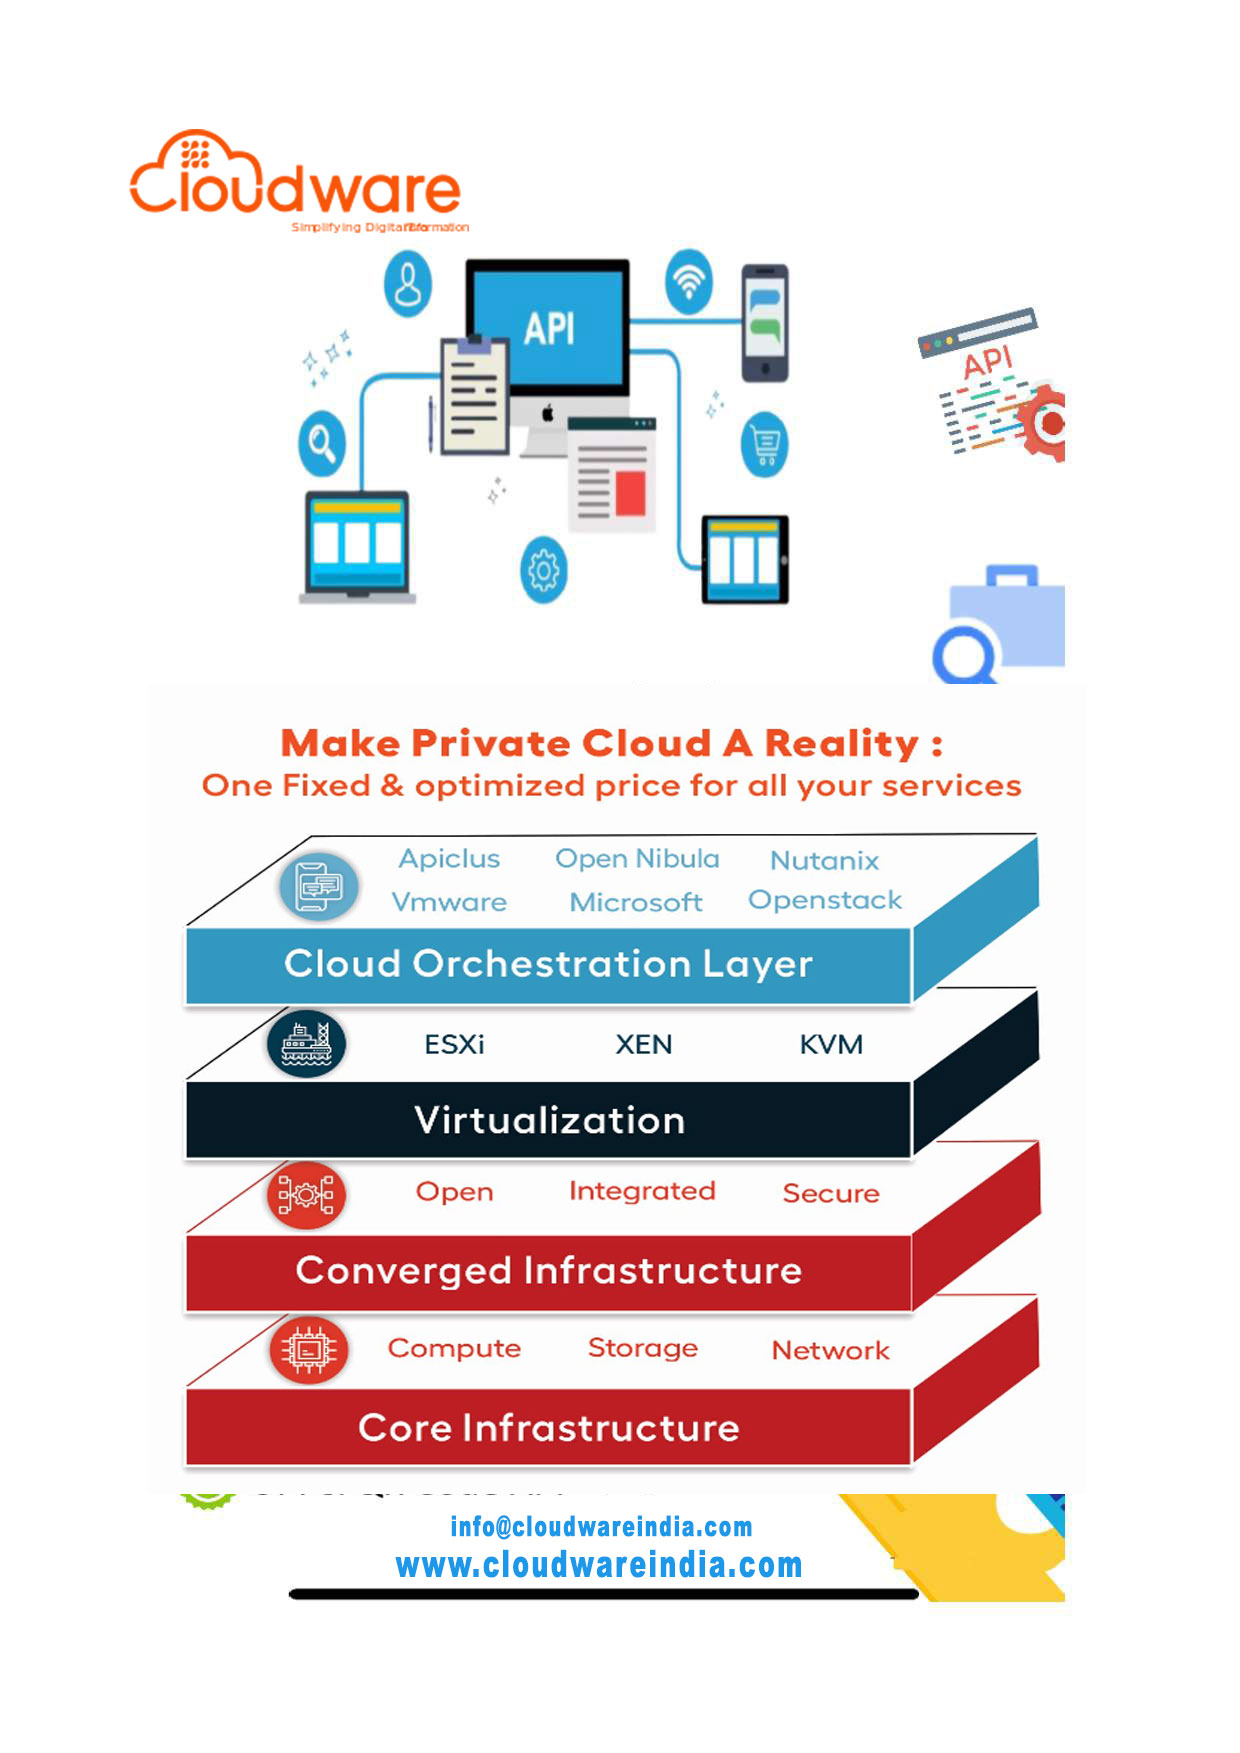 Cloudware
Simplifying Digital
API
API
Make Private Cloud A Reality :
One Fixed & optimized price for all your services
Apiclus Open Nibula Nutanix
Vmware Microsoft Openstack
Cloud Orchestration Layer
ESXi XEN KVM
Virtualization
Open Integrated Secure
Converged Infrastructure
Compute Storage Network
Core Infrastructure
info@cloudwareindia.com
www.cloudwareindia.com